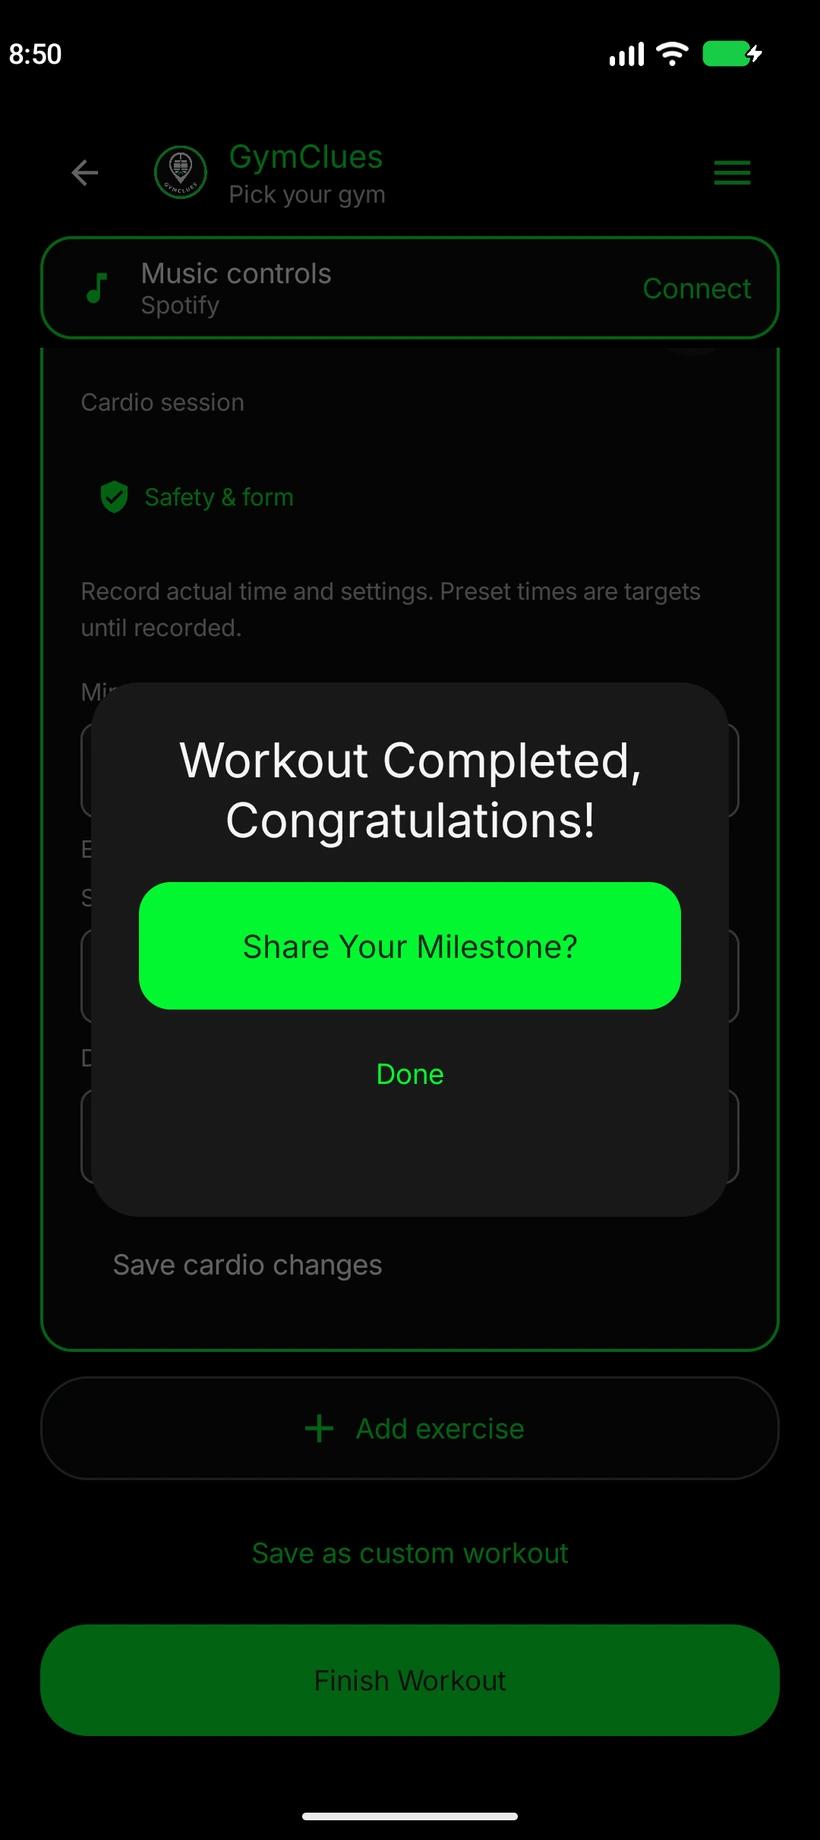 8:50
GymClues
Pick your gym
GYMCLUES
Music controls
Spotify
Connect
Cardio session
Safety & form
Record actual time and settings. Preset times are targets
until recorded.
Workout Completed,
Congratulations!
Share Your Milestone?
Done
Save cardio changes
Add exercise
Save as custom workout
Finish Workout